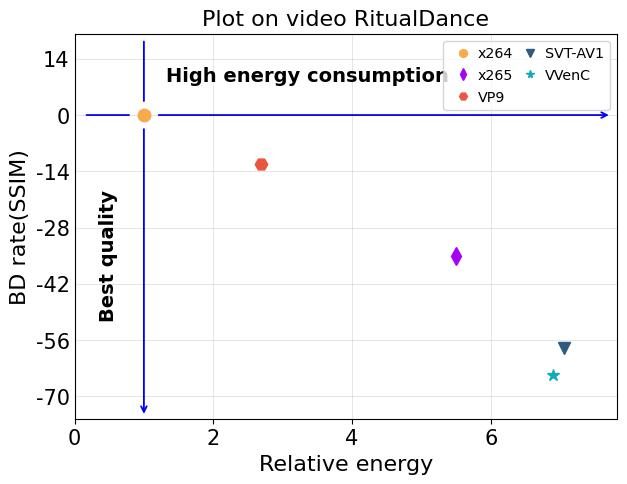 Plot on video RitualDance
High energy consumption
x264
x265
VP9
SVT-AV1
VVenC
Best quality
BD rate(SSIM)
14
0
-14
-28
-42
-56
-70
0 2 4 6
Relative energy